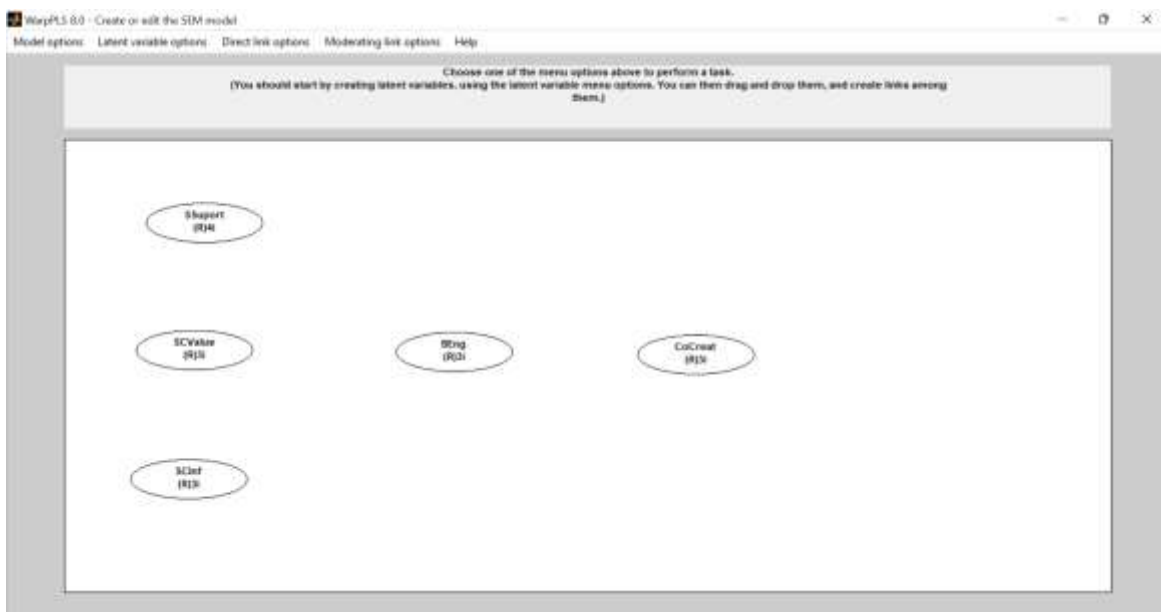 WarpPLS 8.0 - Create or edit the SEM model
Model options Latent variable options Direct link options Moderating link options Help
Choose one of the menu options above to perform a task.
(You should start by creating latent variables, using the latent variable menu options. You can then drag and drop them, and create links among
them.)
SSuport
(R)4i
SCValue
(R)3i
BEng
CoCreat
SCInf
(R)3i